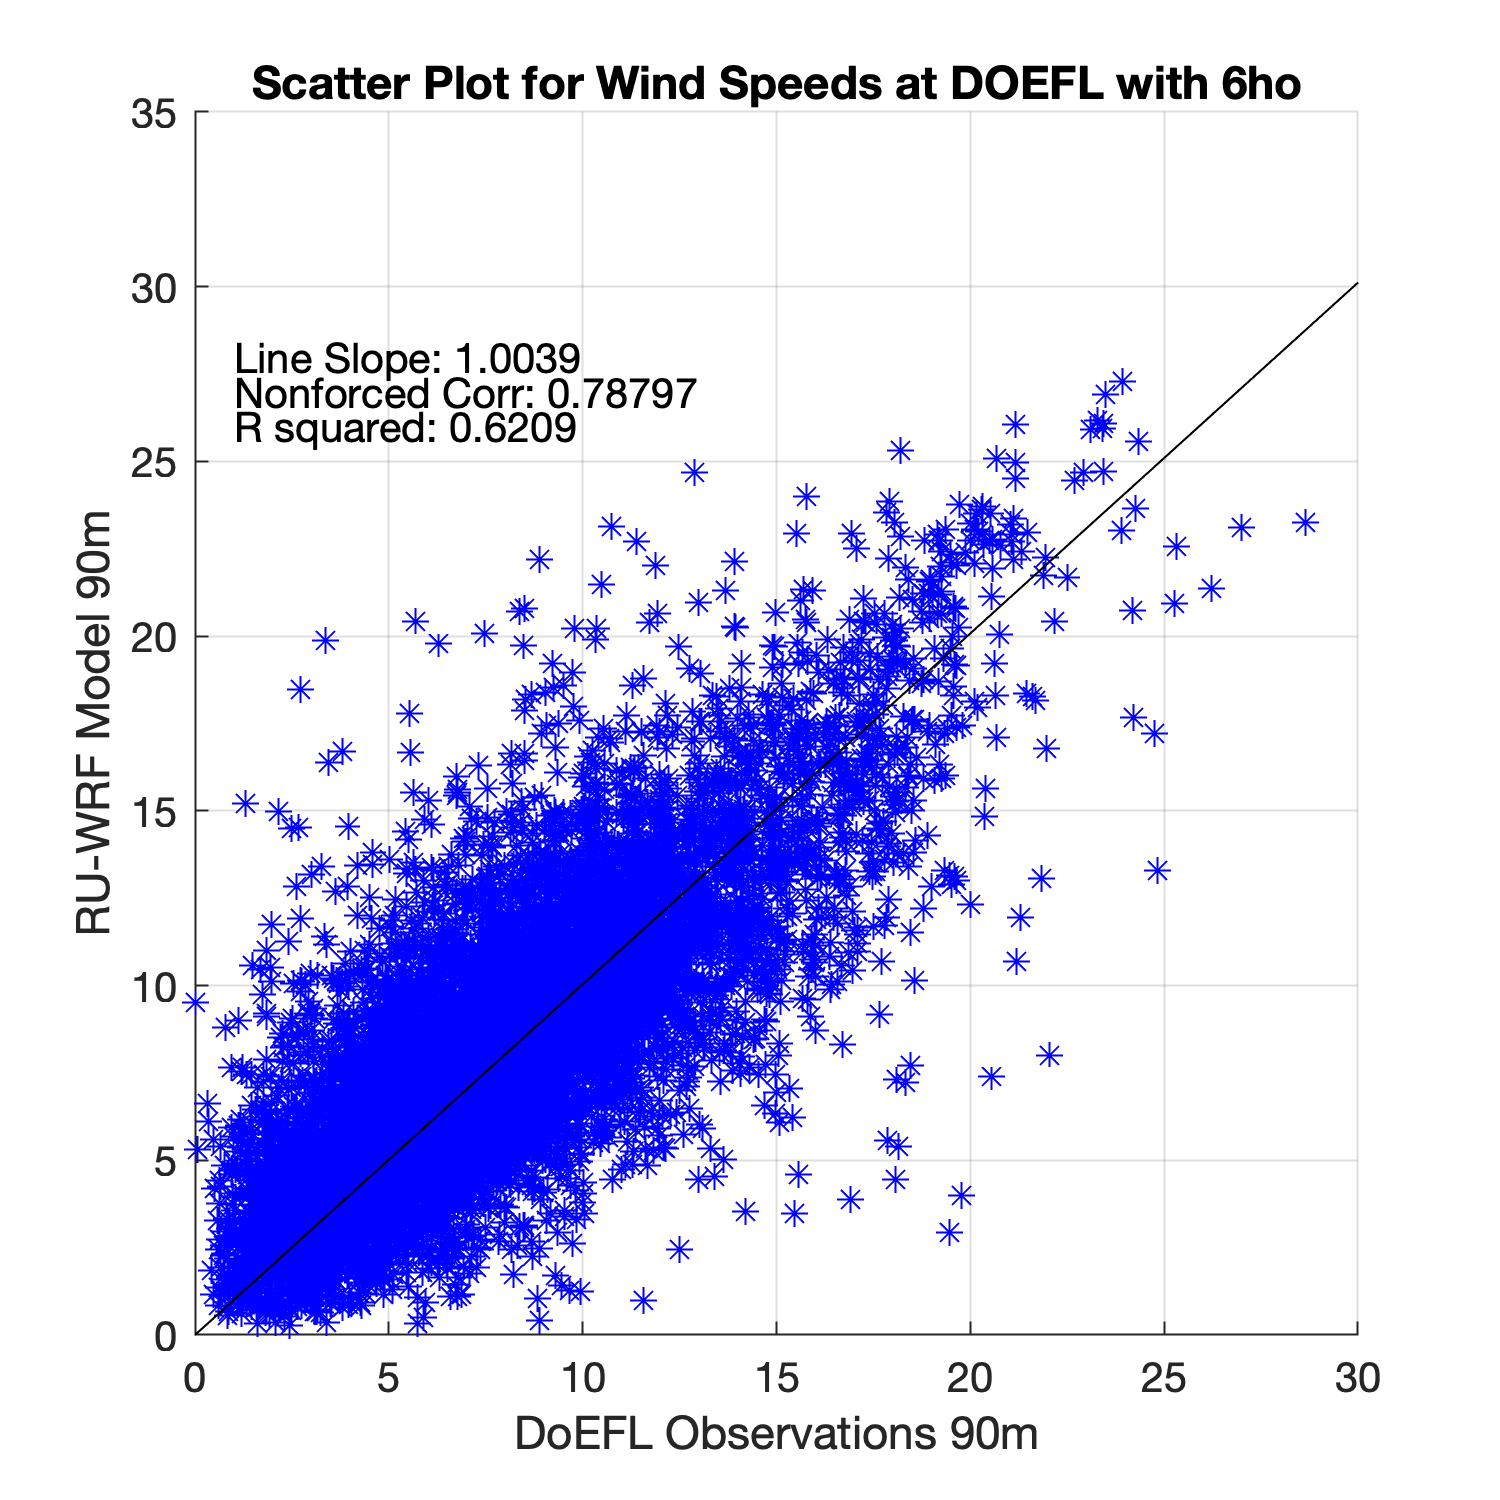 Scatter Plot for Wind Speeds at DOEFL with 6ho
35
30
25
20
15
10
5
0
Line Slope: 1.0039
Nonforced Corr: 0.78797
R squared: 0.6209
RU-WRF Model 90m
0 5 10 15 20 25 30
DoEFL Observations 90m